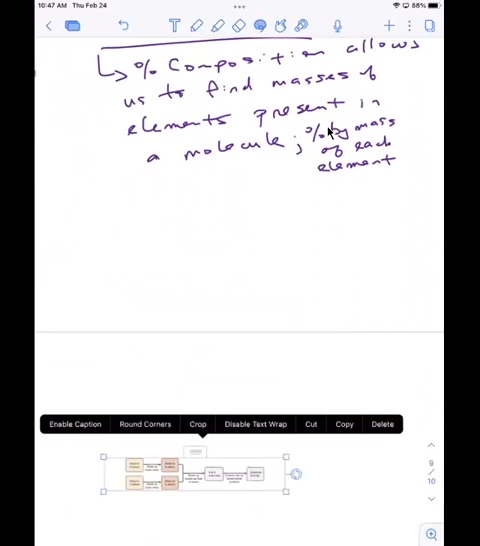 10:47 AM Thu Feb 24
88%
% Composition allows
us to find masses of
elements present in
a molecule; % by mass
of each
element
Enable Caption Round Corners Crop Disable Text Wrap Cut Copy Delete
9
/
10